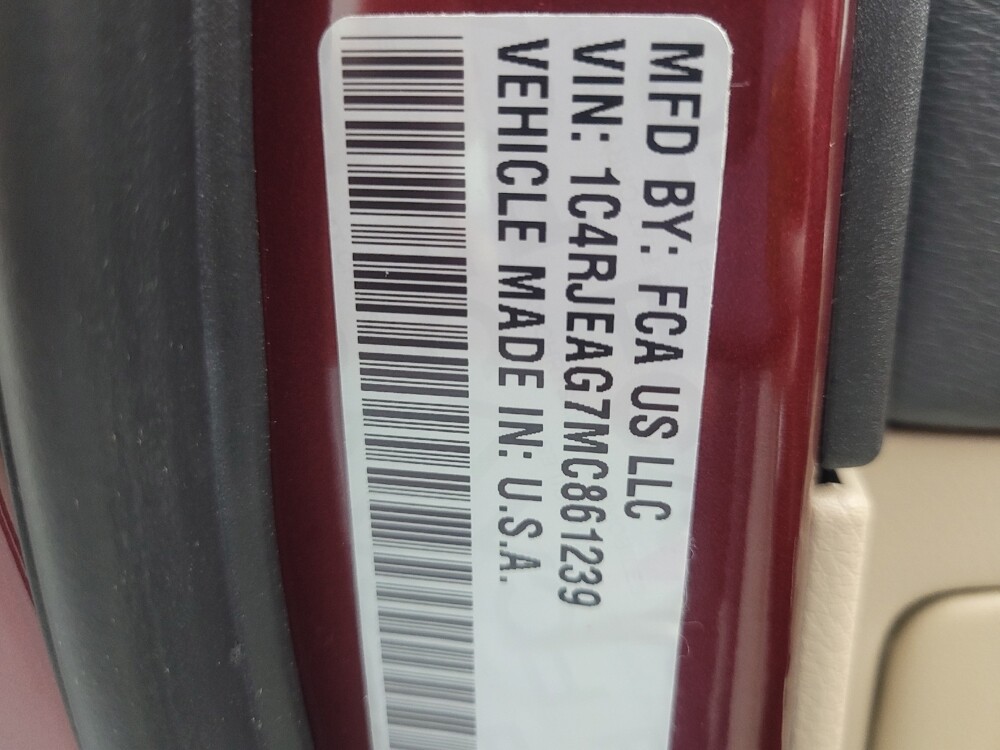 MFD BY: FCA US LLC
VIN: 1C4RJEAG7MC861239
VEHICLE MADE IN: U.S.A.